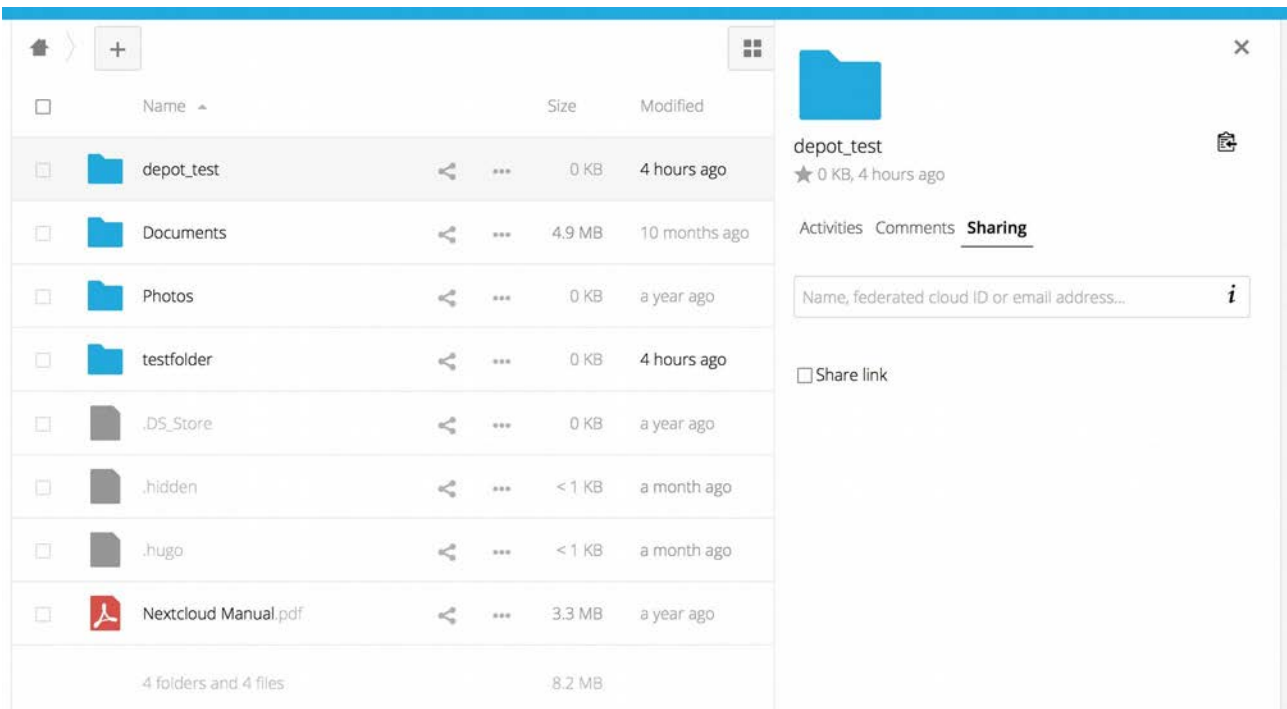 +
Name Size Modified
depot_test 0 KB 4 hours ago
Documents 4.9 MB 10 months ago
Photos 0 KB a year ago
testfolder 0 KB 4 hours ago
.DS_Store 0 KB a year ago
.hidden < 1 KB a month ago
.hugo < 1 KB a month ago
Nextcloud Manual.pdf 3.3 MB a year ago
4 folders and 4 files 8.2 MB
depot_test
0 KB, 4 hours ago
Activities Comments Sharing
Name, federated cloud ID or email address... i
Share link